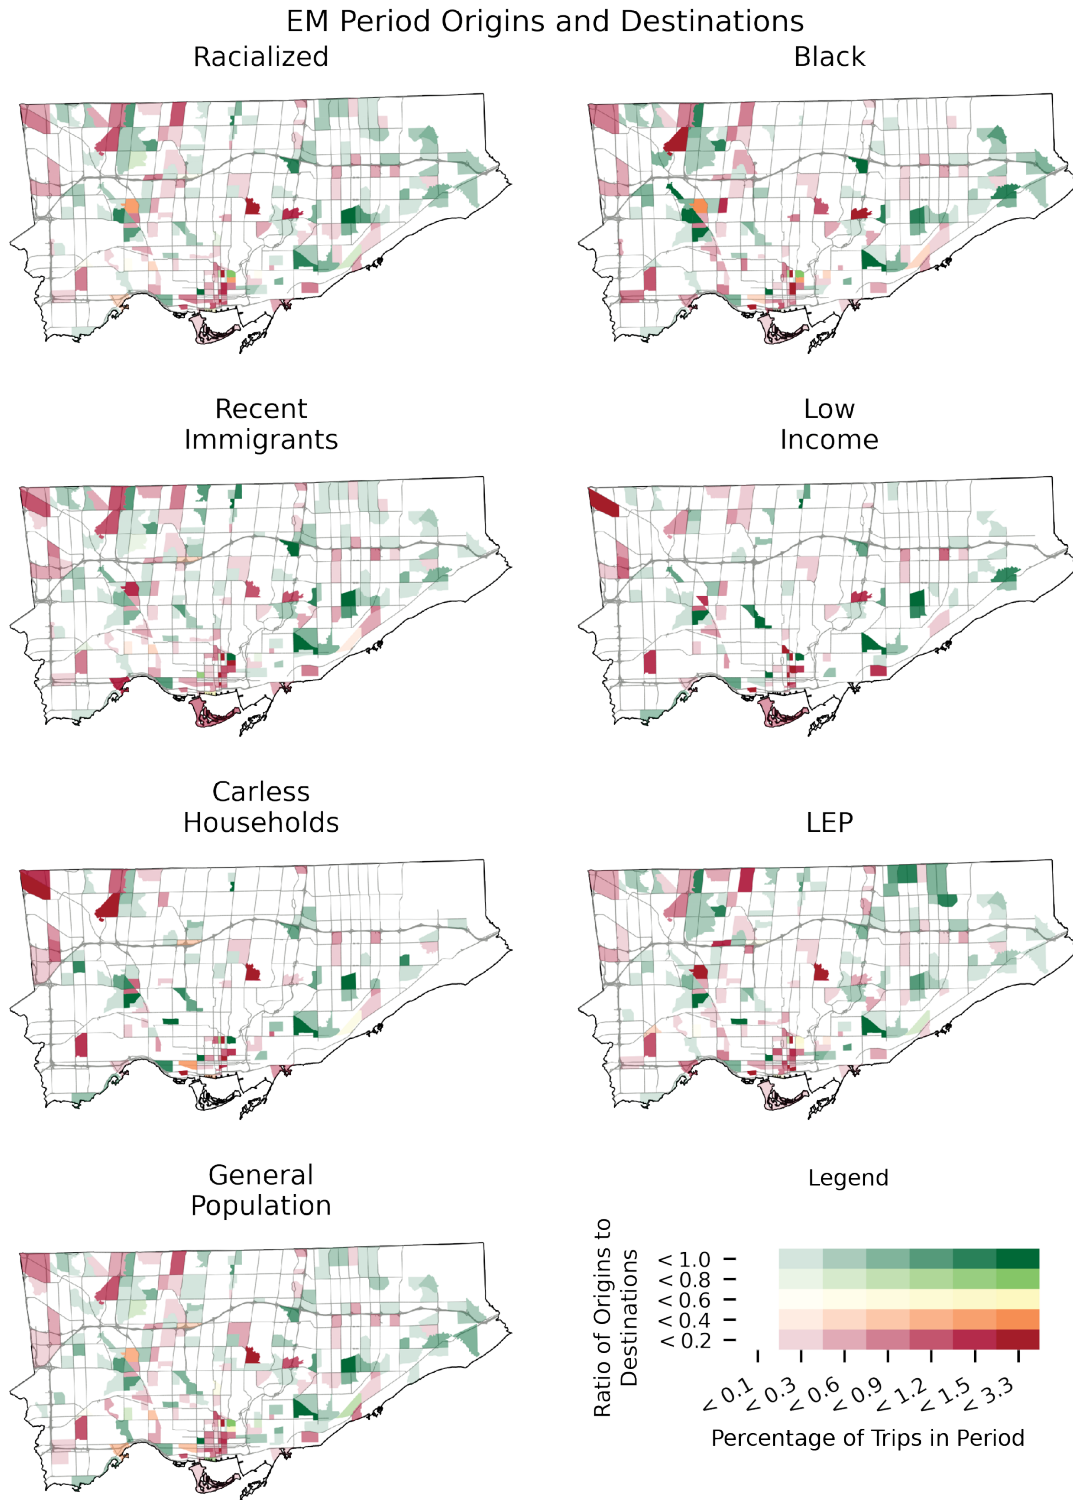 EM Period Origins and Destinations
Racialized
Black
Recent
Immigrants
Low
Income
Carless
Households
LEP
General
Population
Legend
Ratio of Origins to
Destinations
< 1.0
< 0.8
< 0.6
< 0.4
< 0.2
< 0.1
< 0.3
< 0.6
< 0.9
< 1.2
< 1.5
< 3.3
Percentage of Trips in Period